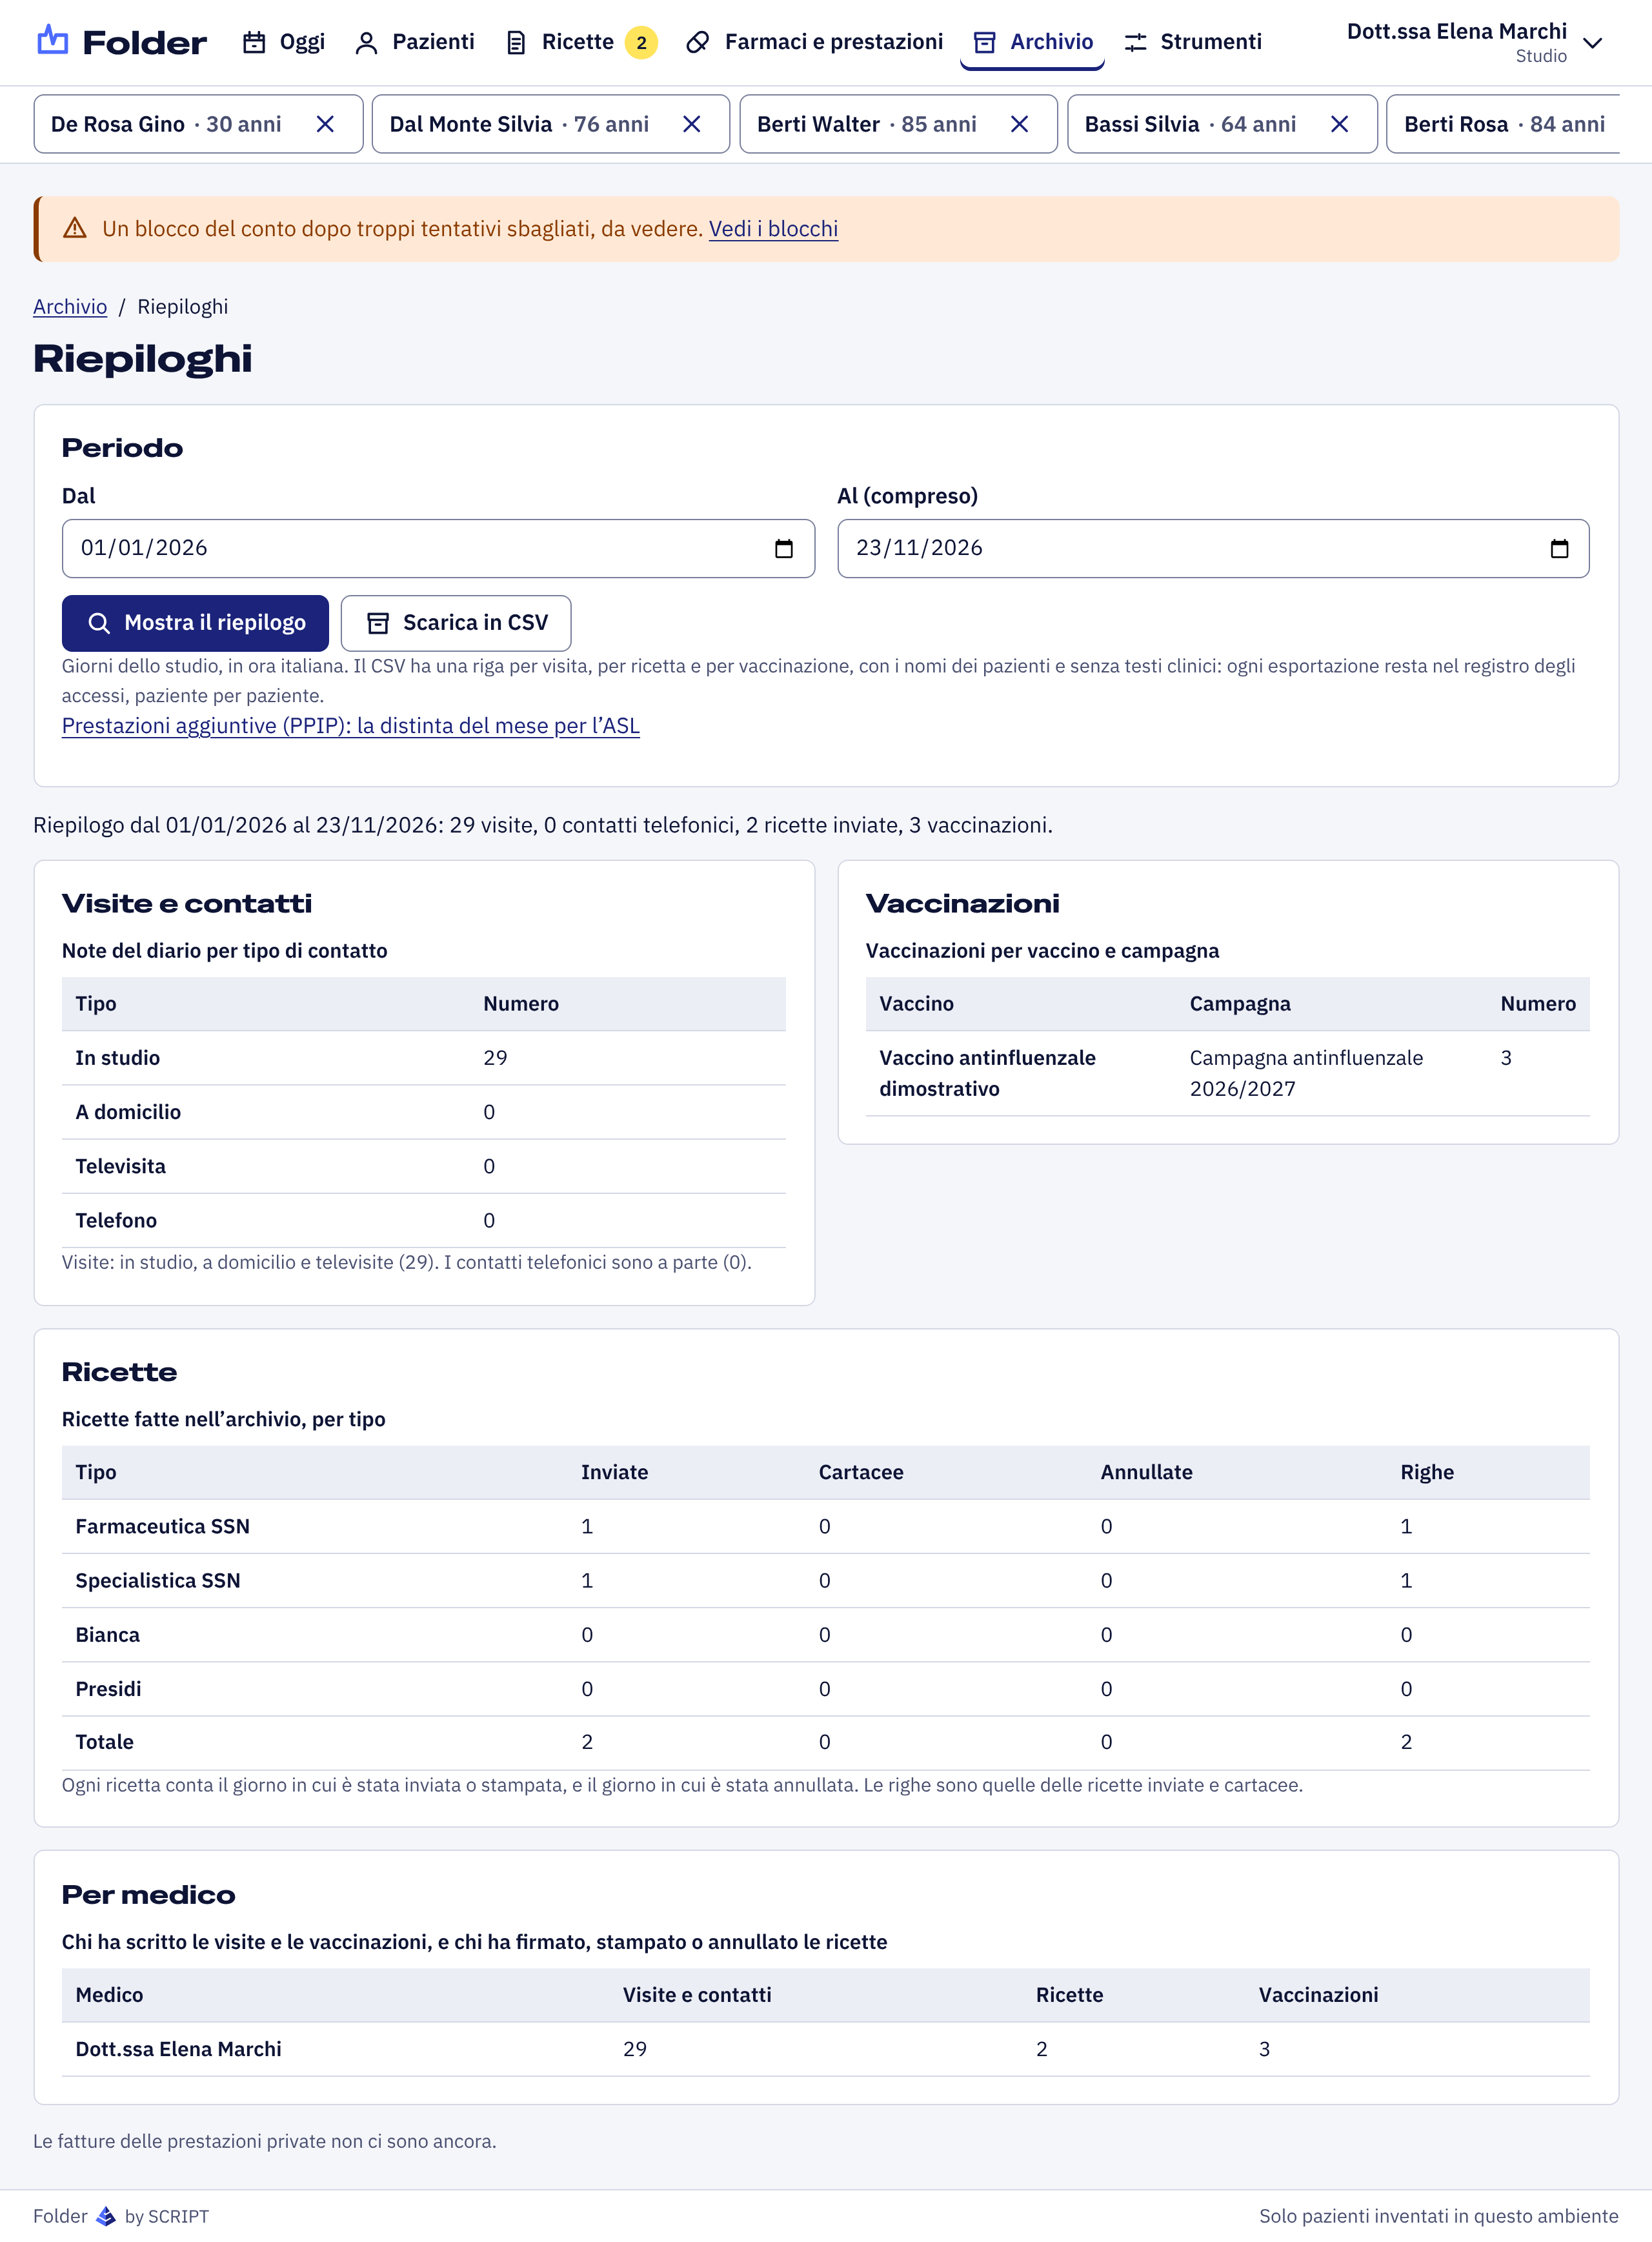 Folder
Oggi
Pazienti
Ricette 2
Farmaci e prestazioni
Archivio
Strumenti
Dott.ssa Elena Marchi
Studio
De Rosa Gino · 30 anni
Dal Monte Silvia · 76 anni
Berti Walter · 85 anni
Bassi Silvia · 64 anni
Berti Rosa · 84 anni
Un blocco del conto dopo troppi tentativi sbagliati, da vedere. Vedi i blocchi
Archivio / Riepiloghi
Riepiloghi
Periodo
Dal
Al (compreso)
01/01/2026
23/11/2026
Mostra il riepilogo
Scarica in CSV
Giorni dello studio, in ora italiana. Il CSV ha una riga per visita, per ricetta e per vaccinazione, con i nomi dei pazienti e senza testi clinici: ogni esportazione resta nel registro degli
accessi, paziente per paziente.
Prestazioni aggiuntive (PPIP): la distinta del mese per l’ASL
Riepilogo dal 01/01/2026 al 23/11/2026: 29 visite, 0 contatti telefonici, 2 ricette inviate, 3 vaccinazioni.
Visite e contatti
Note del diario per tipo di contatto
Tipo Numero
In studio 29
A domicilio 0
Televisita 0
Telefono 0
Visite: in studio, a domicilio e televisite (29). I contatti telefonici sono a parte (0).
Vaccinazioni
Vaccinazioni per vaccino e campagna
Vaccino Campagna Numero
Vaccino antinfluenzale Campagna antinfluenzale 3
dimostrativo 2026/2027
Ricette
Ricette fatte nell’archivio, per tipo
Tipo Inviate Cartacee Annullate Righe
Farmaceutica SSN 1 0 0 1
Specialistica SSN 1 0 0 1
Bianca 0 0 0 0
Presidi 0 0 0 0
Totale 2 0 0 2
Ogni ricetta conta il giorno in cui è stata inviata o stampata, e il giorno in cui è stata annullata. Le righe sono quelle delle ricette inviate e cartacee.
Per medico
Chi ha scritto le visite e le vaccinazioni, e chi ha firmato, stampato o annullato le ricette
Medico Visite e contatti Ricette Vaccinazioni
Dott.ssa Elena Marchi 29 2 3
Le fatture delle prestazioni private non ci sono ancora.
Folder by SCRIPT
Solo pazienti inventati in questo ambiente